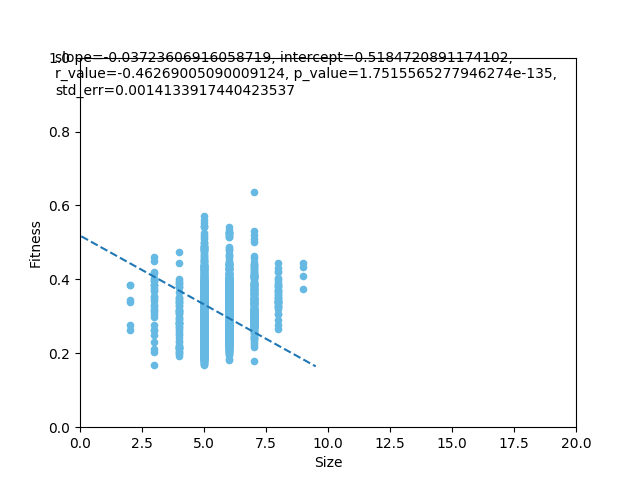 slope=-0.03723606916058719, intercept=0.5184720891174102,
r_value=-0.46269005090009124, p_value=1.7515565277946274e-135,
std_err=0.0014133917440423537
1.0
0.8
0.6
0.4
0.2
0.0
Fitness
0.0 2.5 5.0 7.5 10.0 12.5 15.0 17.5 20.0
Size